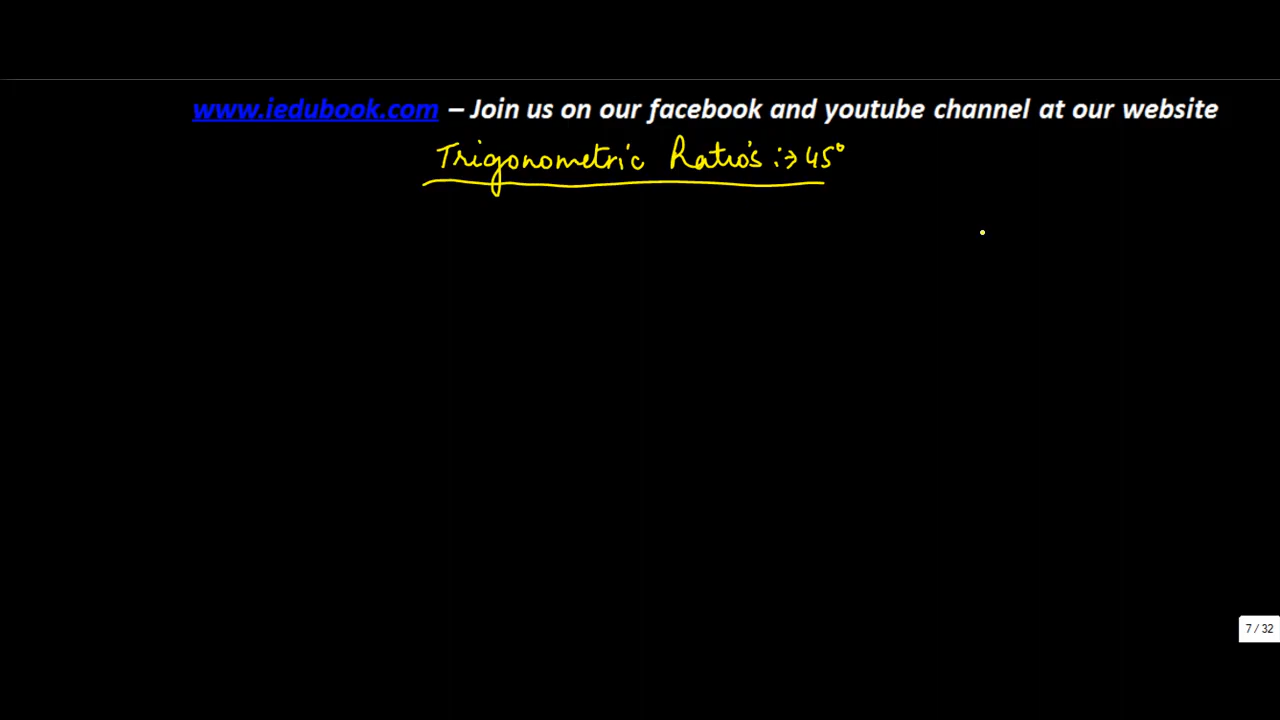 www.iedubook.com – Join us on our facebook and youtube channel at our website
Trigonometric Ratio's :→ 45°
7 / 32